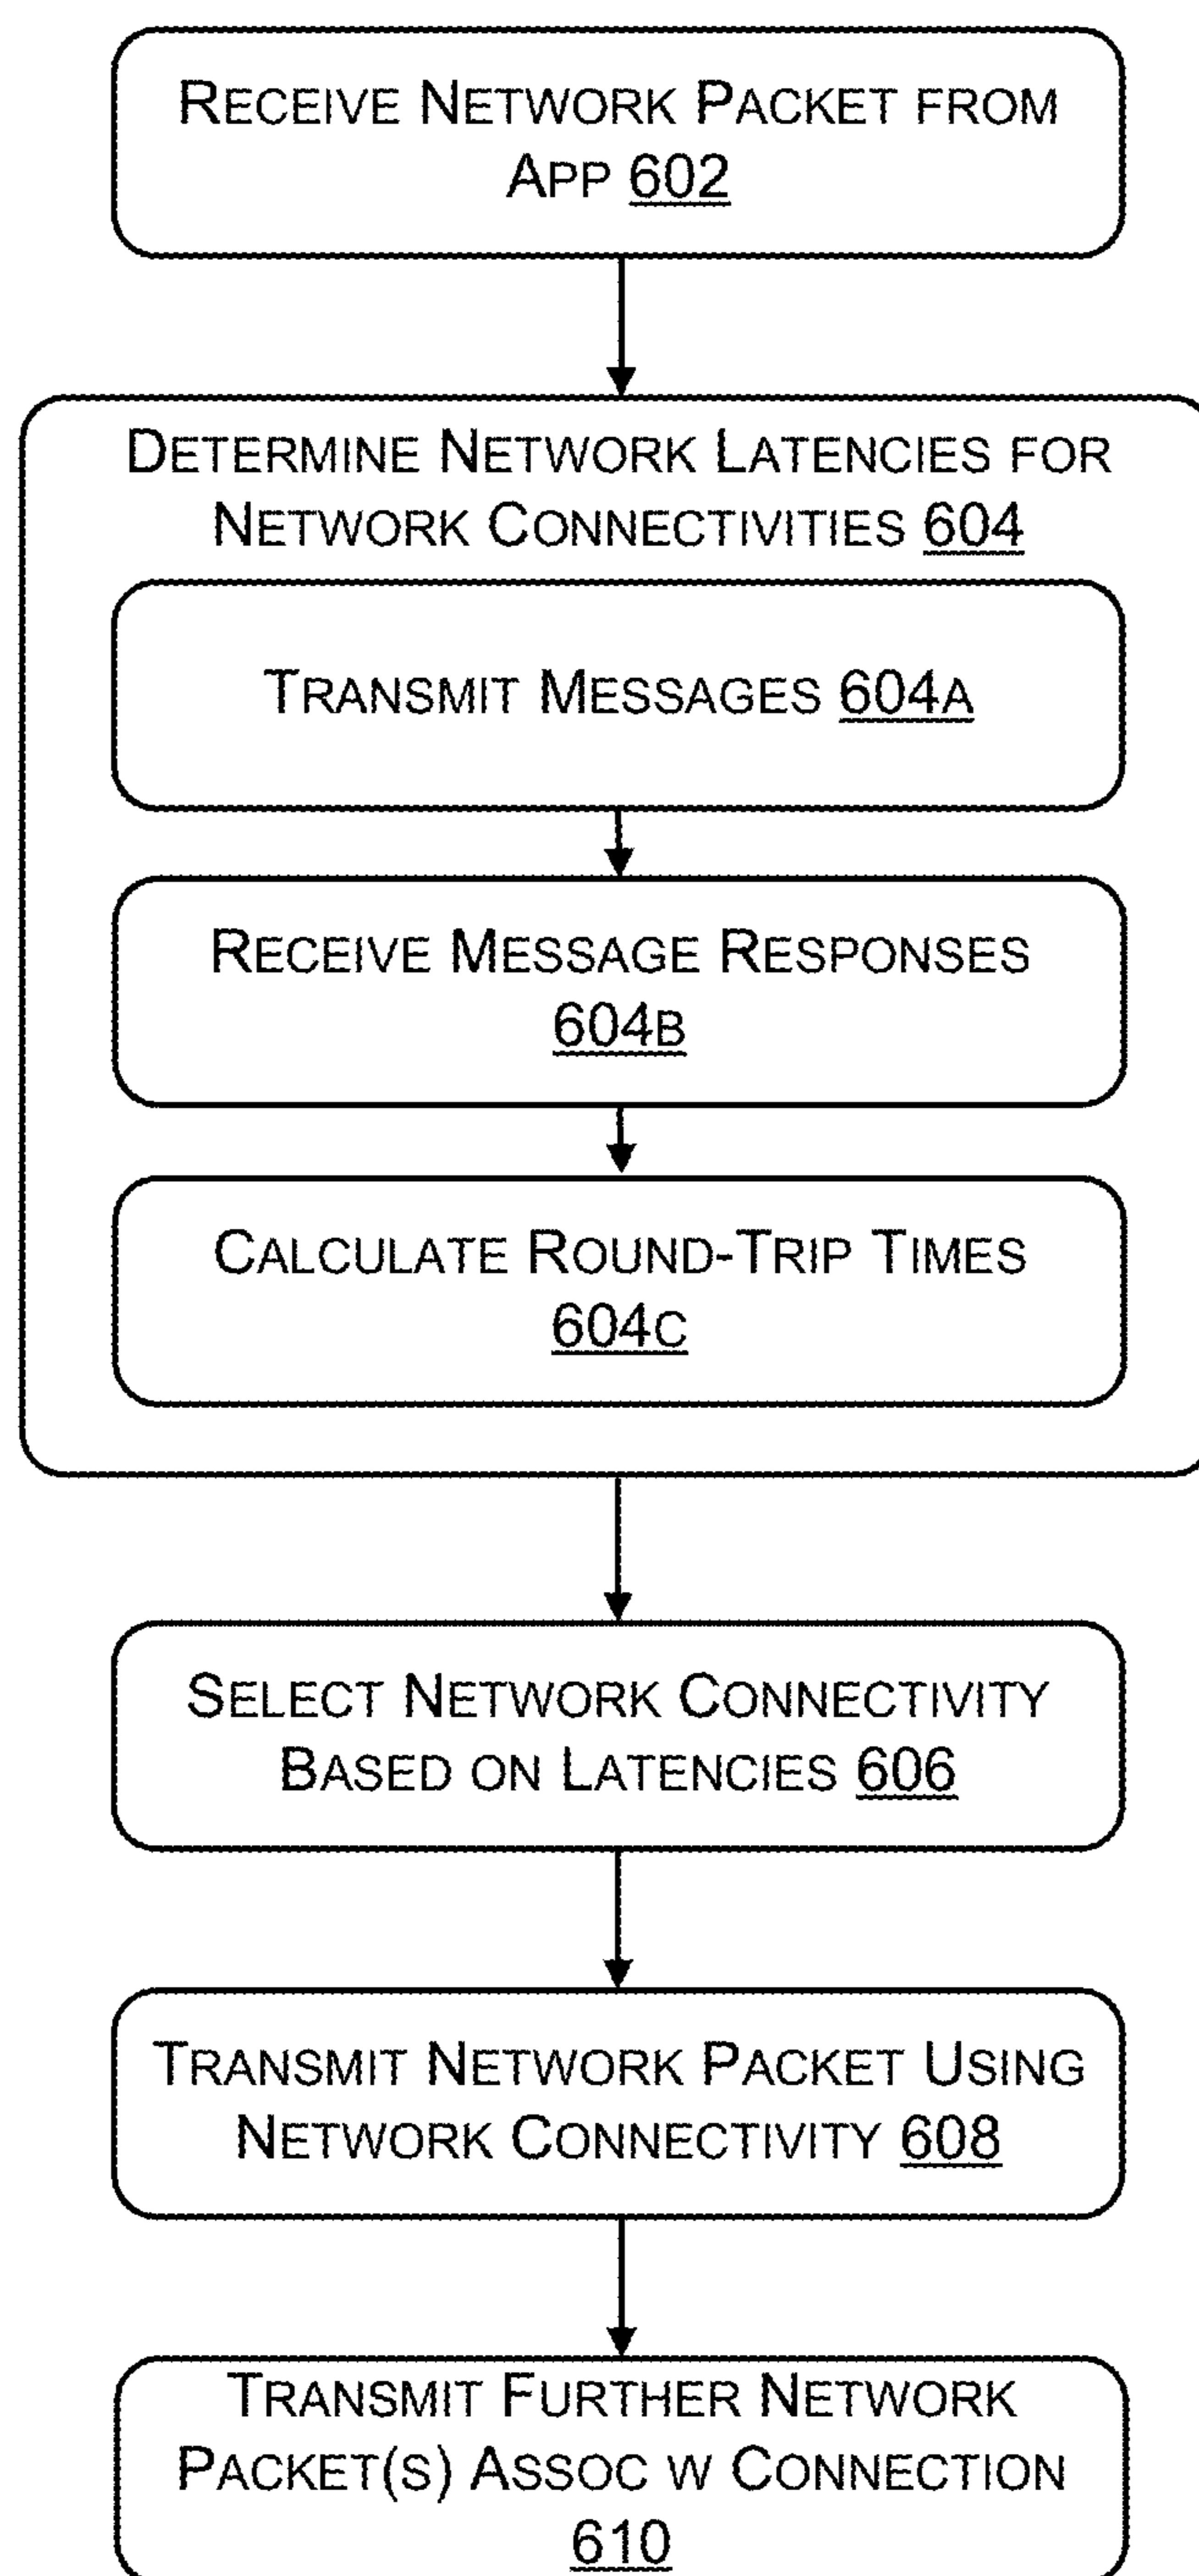 RECEIVE NETWORK PACKET FROM
APP 602
DETERMINE NETWORK LATENCIES FOR
NETWORK CONNECTIVITIES 604
TRANSMIT MESSAGES 604A
RECEIVE MESSAGE RESPONSES
604B
CALCULATE ROUND-TRIP TIMES
604C
SELECT NETWORK CONNECTIVITY
BASED ON LATENCIES 606
TRANSMIT NETWORK PACKET USING
NETWORK CONNECTIVITY 608
TRANSMIT FURTHER NETWORK
PACKET(S) ASSOC W CONNECTION
610